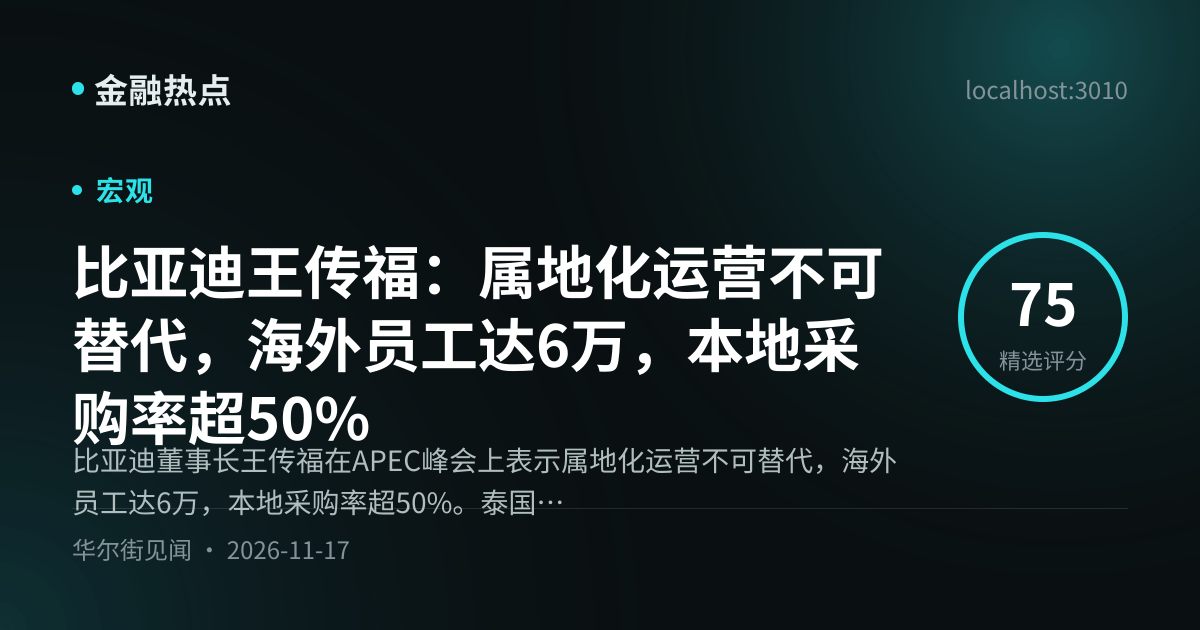 金融热点
localhost:3010
宏观
比亚迪王传福：属地化运营不可
替代，海外员工达6万，本地采
购率超50%
75
精选评分
比亚迪董事长王传福在APEC峰会上表示属地化运营不可替代，海外
员工达6万，本地采购率超50%。泰国…
华尔街见闻 · 2026-11-17